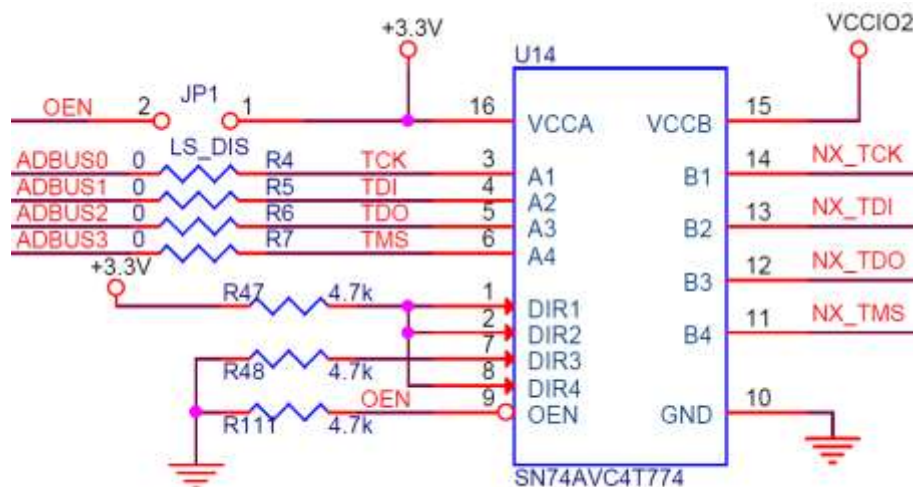 +3.3V
VCCIO2
U14
OEN 2 JP1 1 16 VCCA VCCB 15
LS_DIS
ADBUS0 0 R4 TCK 3 A1 B1 14 NX_TCK
ADBUS1 0 R5 TDI 4 A2 B2 13 NX_TDI
ADBUS2 0 R6 TDO 5 A3 B3 12 NX_TDO
ADBUS3 0 R7 TMS 6 A4 B4 11 NX_TMS
+3.3V
R47 4.7k 1 DIR1
2 DIR2
R48 4.7k 7 DIR3
8 DIR4
R111 4.7k OEN 9 OEN GND 10
SN74AVC4T774